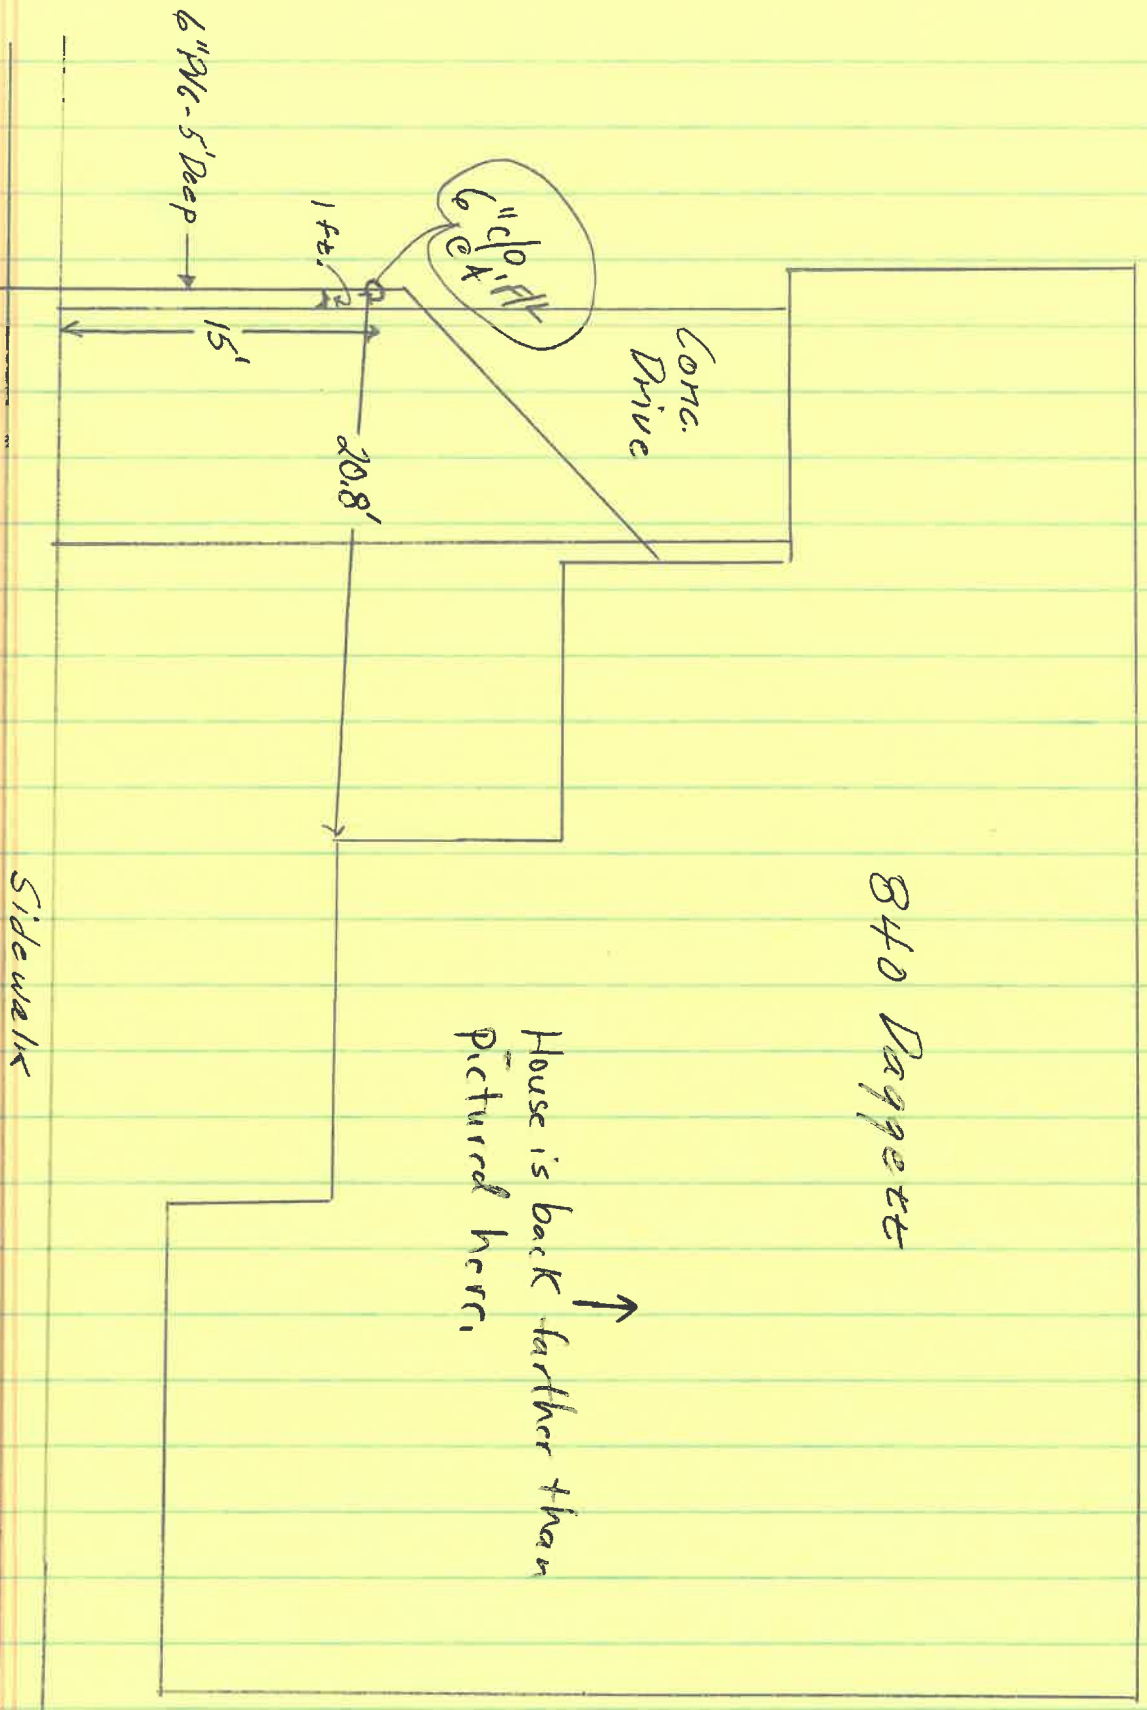 840 Daggett
House is back farther than
Pictured here.
Conc.
Drive
6" c/o
@
20.8'
15'
1 ft.
5' Deep
Sidewalk